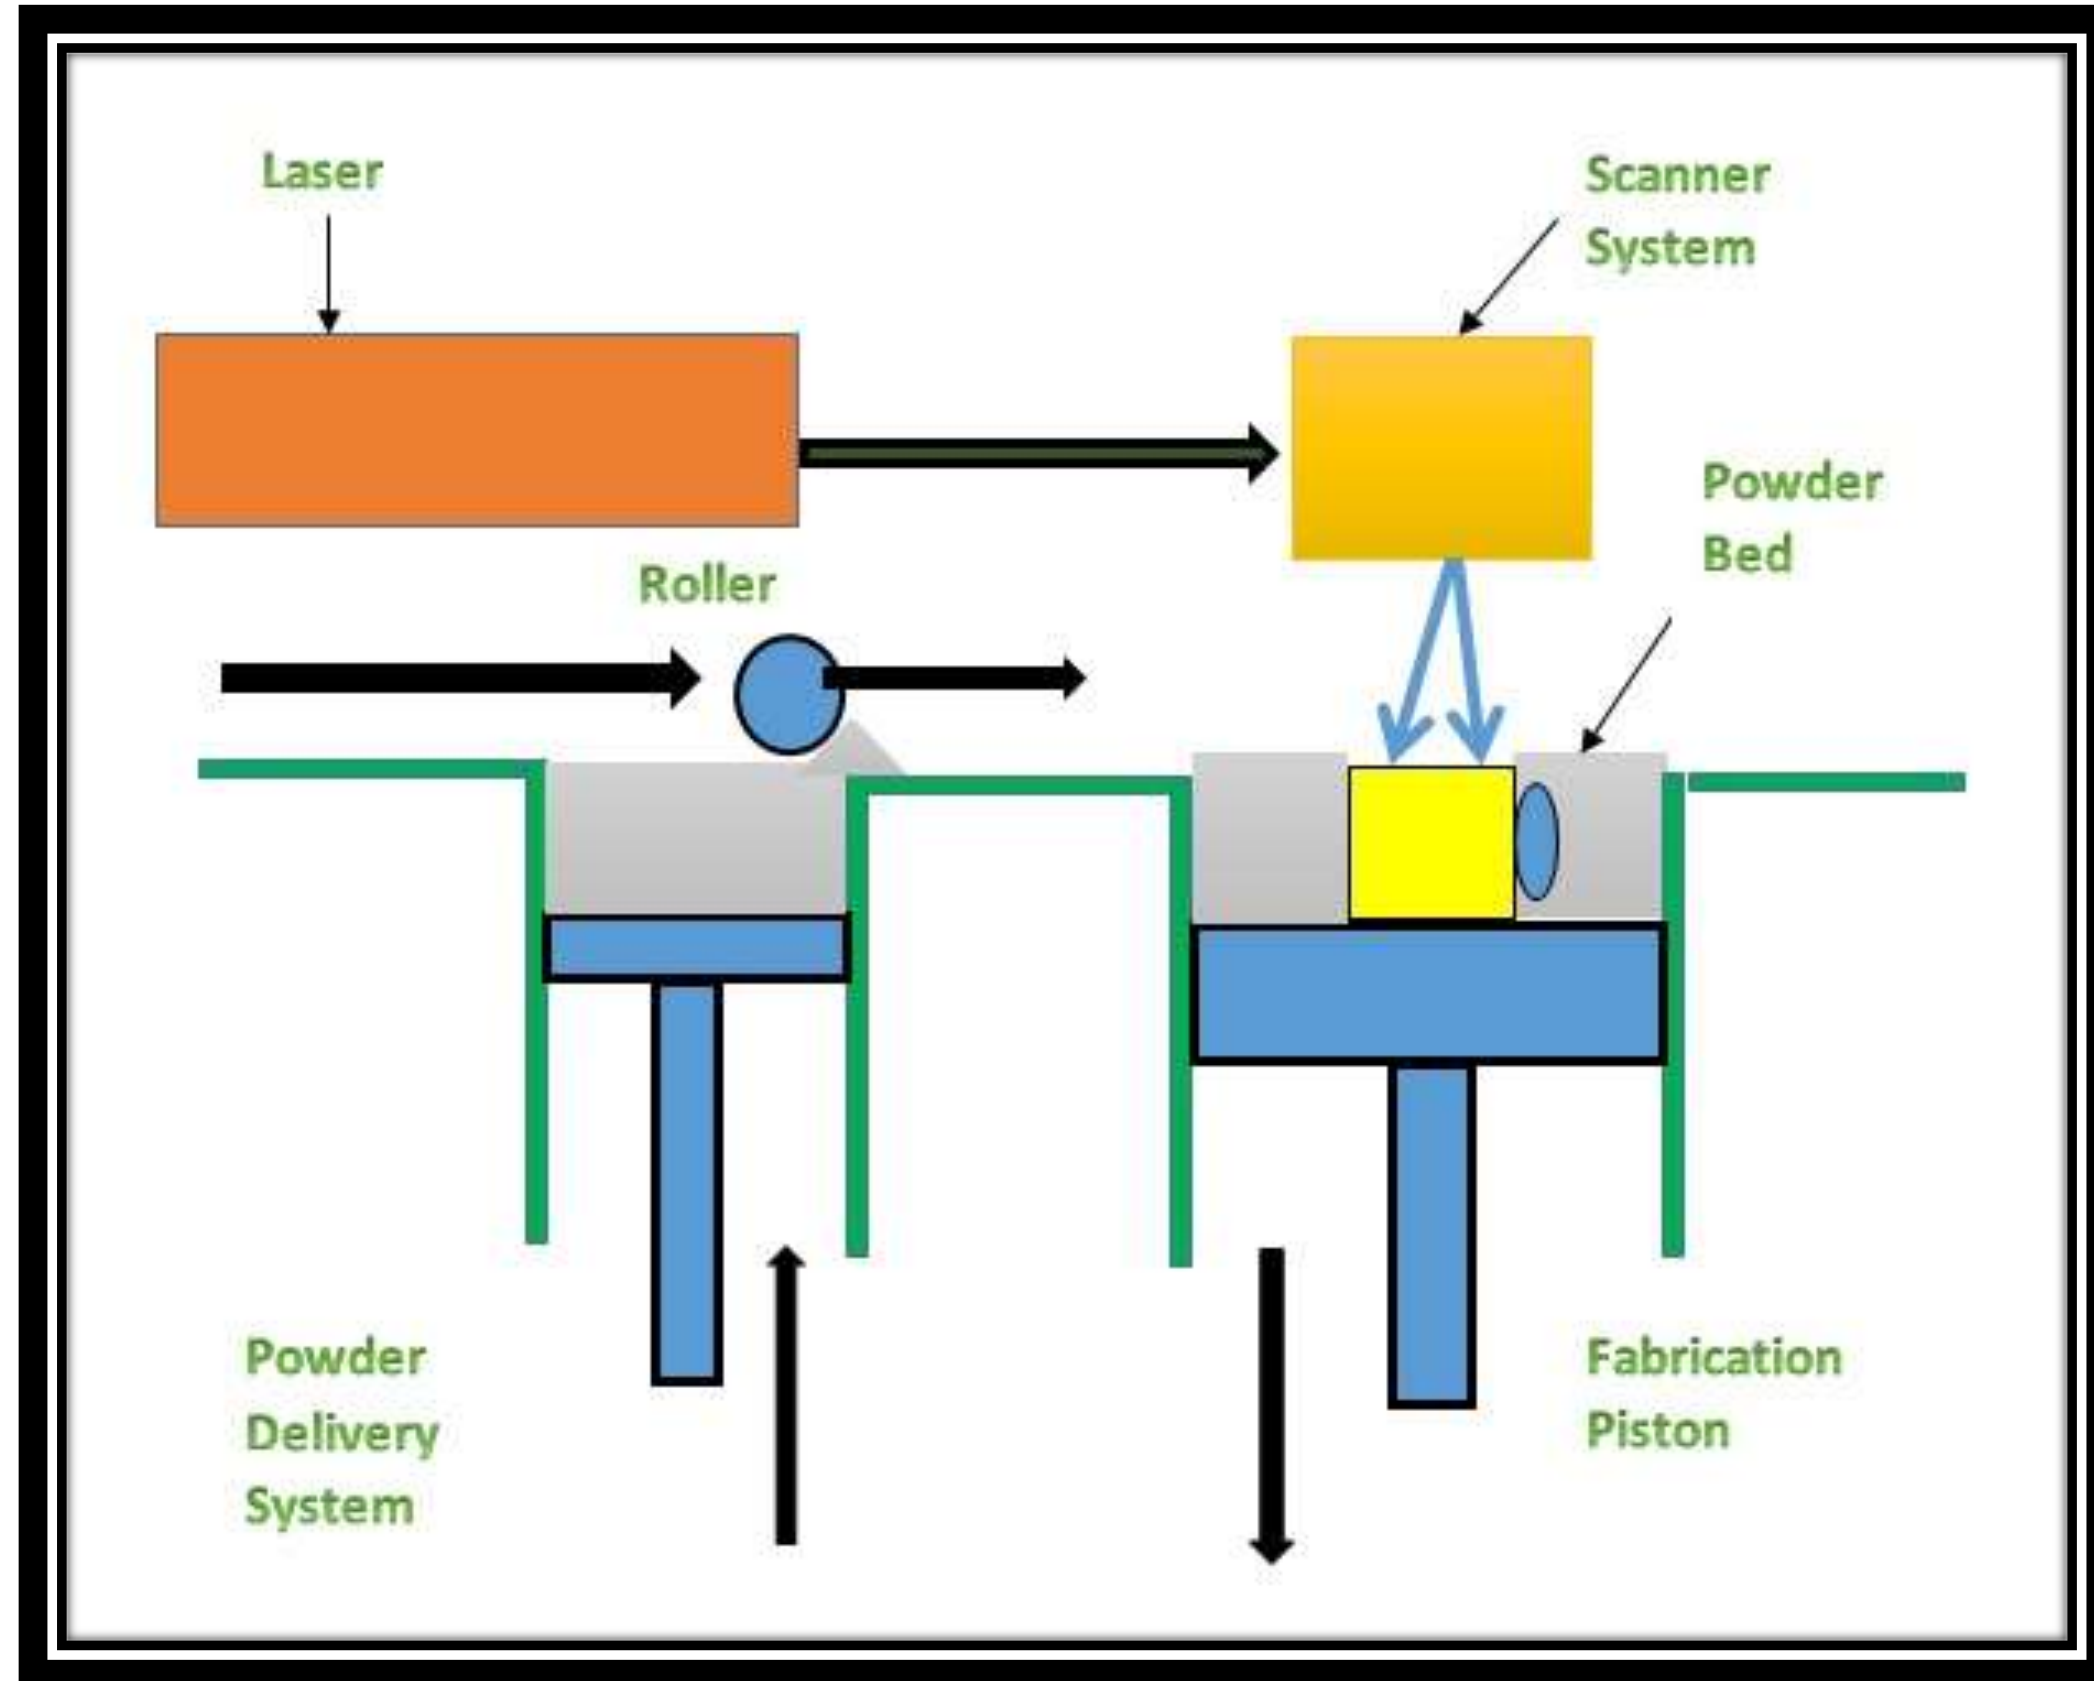 Laser
Scanner
System
Powder
Bed
Roller
Powder
Delivery
System
Fabrication
Piston